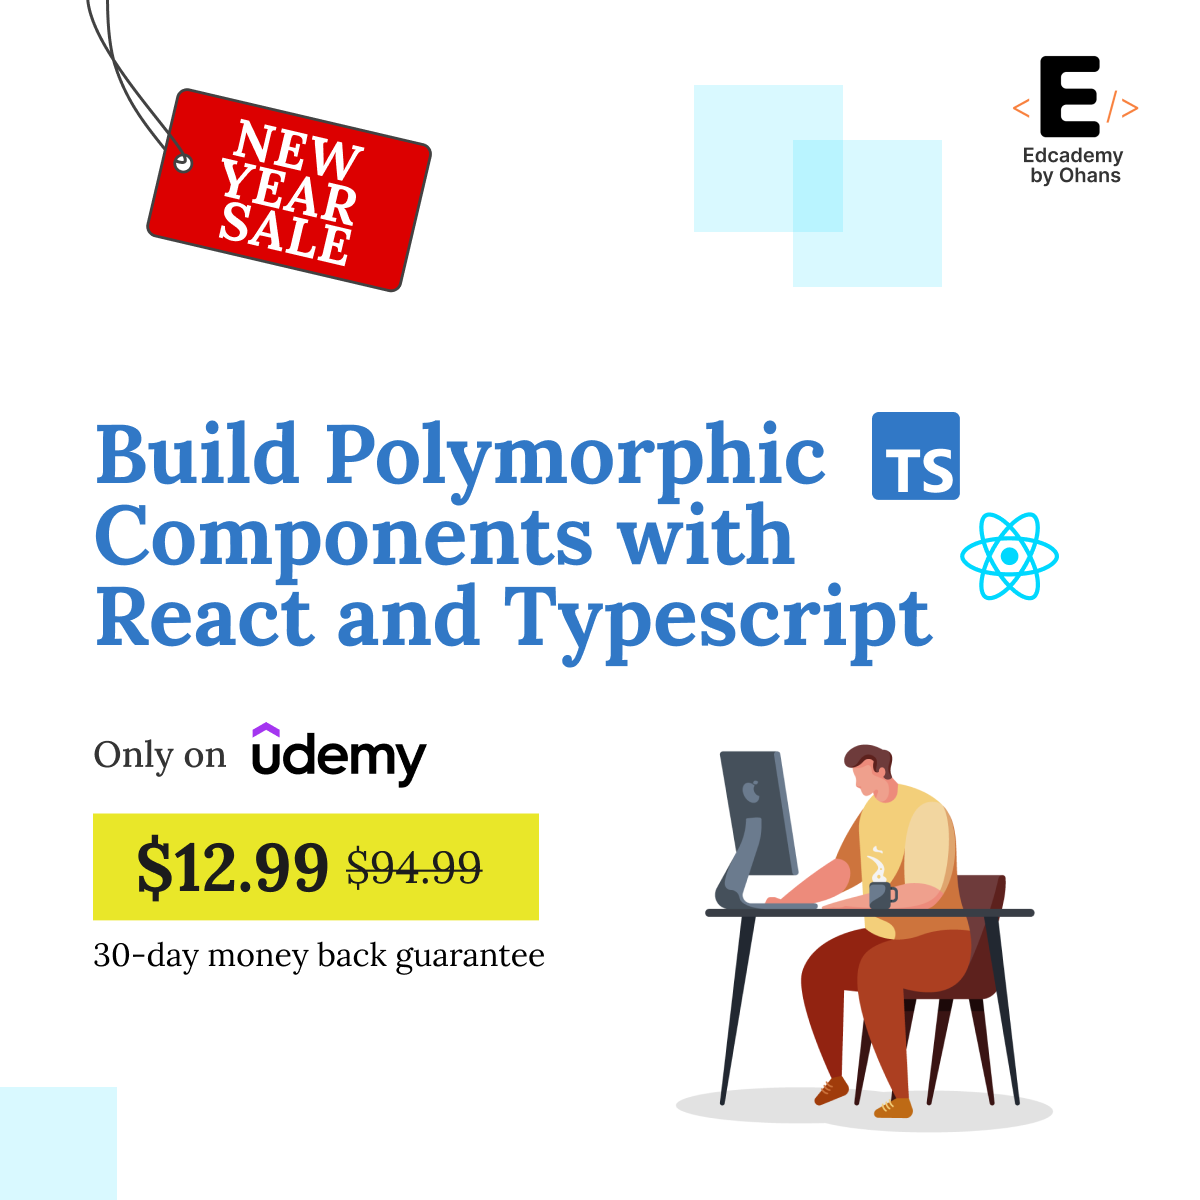 NEW
YEAR
SALE
<E/>
Edcademy
by Ohans
Build Polymorphic
TS
Components with
React and Typescript
Only on udemy
$12.99 $94.99
30-day money back guarantee